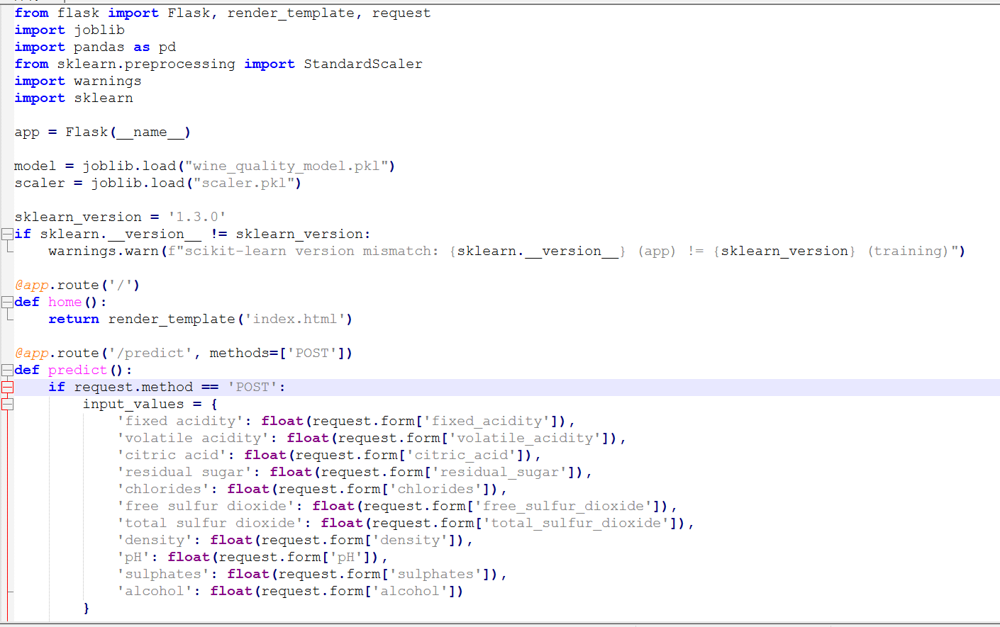 from flask import Flask, render_template, request
import joblib
import pandas as pd
from sklearn.preprocessing import StandardScaler
import warnings
import sklearn

app = Flask(__name__)

model = joblib.load("wine_quality_model.pkl")
scaler = joblib.load("scaler.pkl")

sklearn_version = '1.3.0'
if sklearn.__version__ != sklearn_version:
    warnings.warn(f"scikit-learn version mismatch: {sklearn.__version__} (app) != {sklearn_version} (training)")

@app.route('/')
def home():
    return render_template('index.html')

@app.route('/predict', methods=['POST'])
def predict():
    if request.method == 'POST':
        input_values = {
            'fixed acidity': float(request.form['fixed_acidity']),
            'volatile acidity': float(request.form['volatile_acidity']),
            'citric acid': float(request.form['citric_acid']),
            'residual sugar': float(request.form['residual_sugar']),
            'chlorides': float(request.form['chlorides']),
            'free sulfur dioxide': float(request.form['free_sulfur_dioxide']),
            'total sulfur dioxide': float(request.form['total_sulfur_dioxide']),
            'density': float(request.form['density']),
            'pH': float(request.form['pH']),
            'sulphates': float(request.form['sulphates']),
            'alcohol': float(request.form['alcohol'])
        }